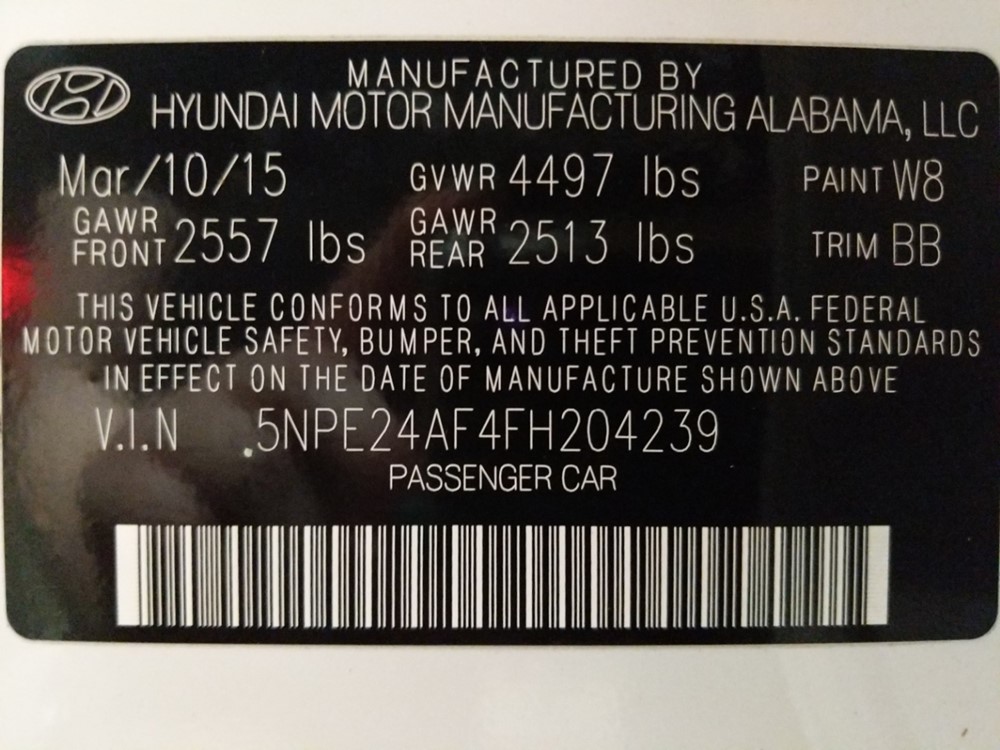 MANUFACTURED BY
HYUNDAI MOTOR MANUFACTURING ALABAMA, LLC
Mar/10/15 GVWR 4497 lbs PAINT W8
GAWR FRONT 2557 lbs GAWR REAR 2513 lbs TRIM BB
THIS VEHICLE CONFORMS TO ALL APPLICABLE U.S.A. FEDERAL
MOTOR VEHICLE SAFETY, BUMPER, AND THEFT PREVENTION STANDARDS
IN EFFECT ON THE DATE OF MANUFACTURE SHOWN ABOVE
V.I.N .5NPE24AF4FH204239
PASSENGER CAR